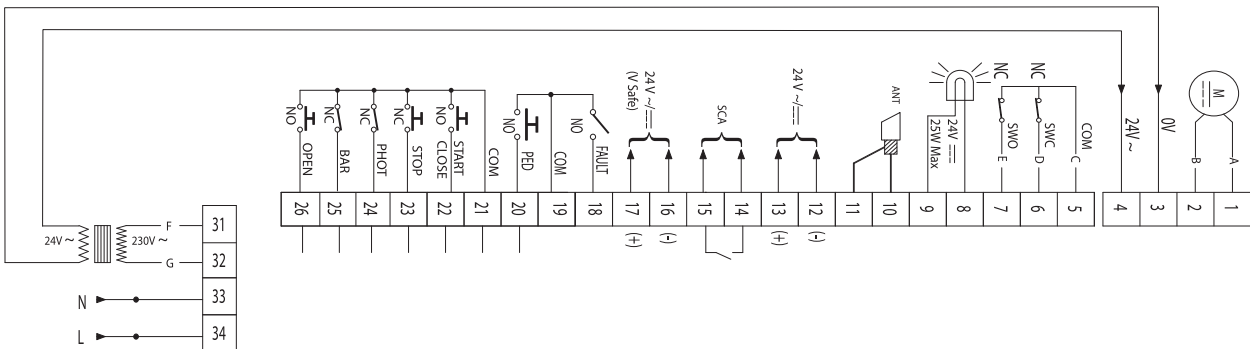 M
0V
24V ~
A
B
COM
C
NC
SWC
D
NC
SWO
E
24V ⎓
25W Max
ANT
24V ~/⎓
SCA
24V ~/⎓
(V Safe)
FAULT
NO
COM
PED
NO
COM
START
CLOSE
NO
STOP
NC
PHOT
NC
BAR
NC
OPEN
NO
26 25 24 23 22 21 20 19 18 17 16 15 14 13 12 11 10 9 8 7 6 5 4 3 2 1
(+) (-) (+) (-)
24V ~ 230V ~
F 31
G 32
N 33
L 34